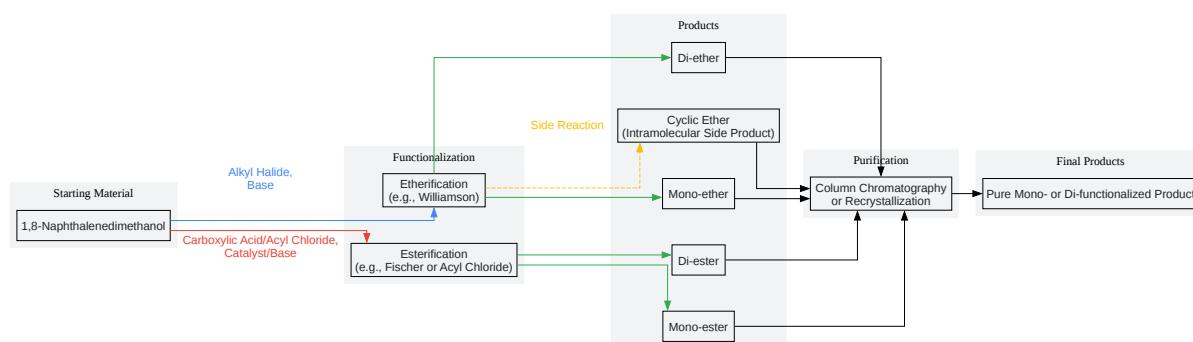 Starting Material
1,8-Naphthalenedimethanol
Alkyl Halide,
Base
Carboxylic Acid/Acyl Chloride,
Catalyst/Base
Functionalization
Etherification
(e.g., Williamson)
Esterification
(e.g., Fischer or Acyl Chloride)
Side Reaction
Products
Di-ether
Cyclic Ether
(Intramolecular Side Product)
Mono-ether
Di-ester
Mono-ester
Purification
Column Chromatography
or Recrystallization
Final Products
Pure Mono- or Di-functionalized Product